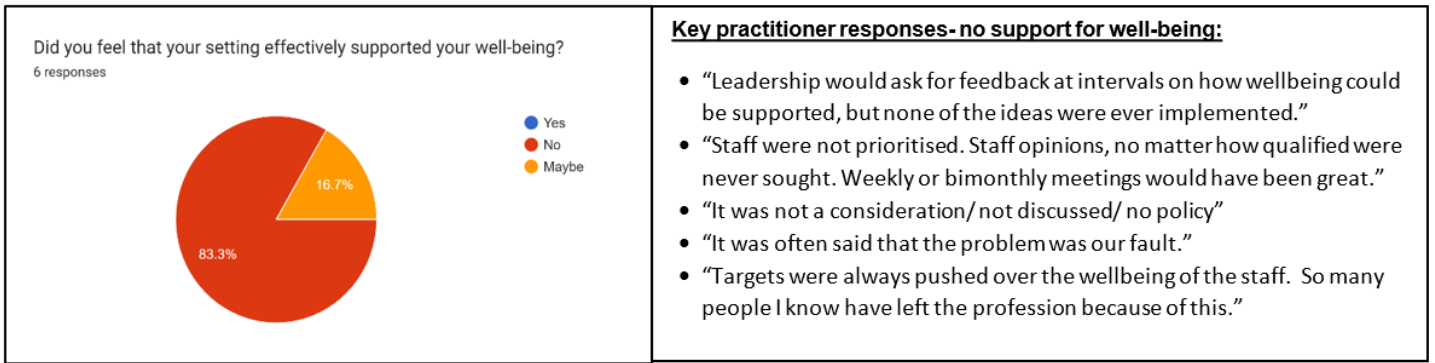 Did you feel that your setting effectively supported your well-being?
6 responses
Yes
No
Maybe
16.7%
83.3%
Key practitioner responses- no support for well-being:
• “Leadership would ask for feedback at intervals on how wellbeing could
be supported, but none of the ideas were ever implemented.”
• “Staff were not prioritised. Staff opinions, no matter how qualified were
never sought. Weekly or bimonthly meetings would have been great.”
• “It was not a consideration/ not discussed/ no policy”
• “It was often said that the problem was our fault.”
• “Targets were always pushed over the wellbeing of the staff.  So many
people I know have left the profession because of this.”